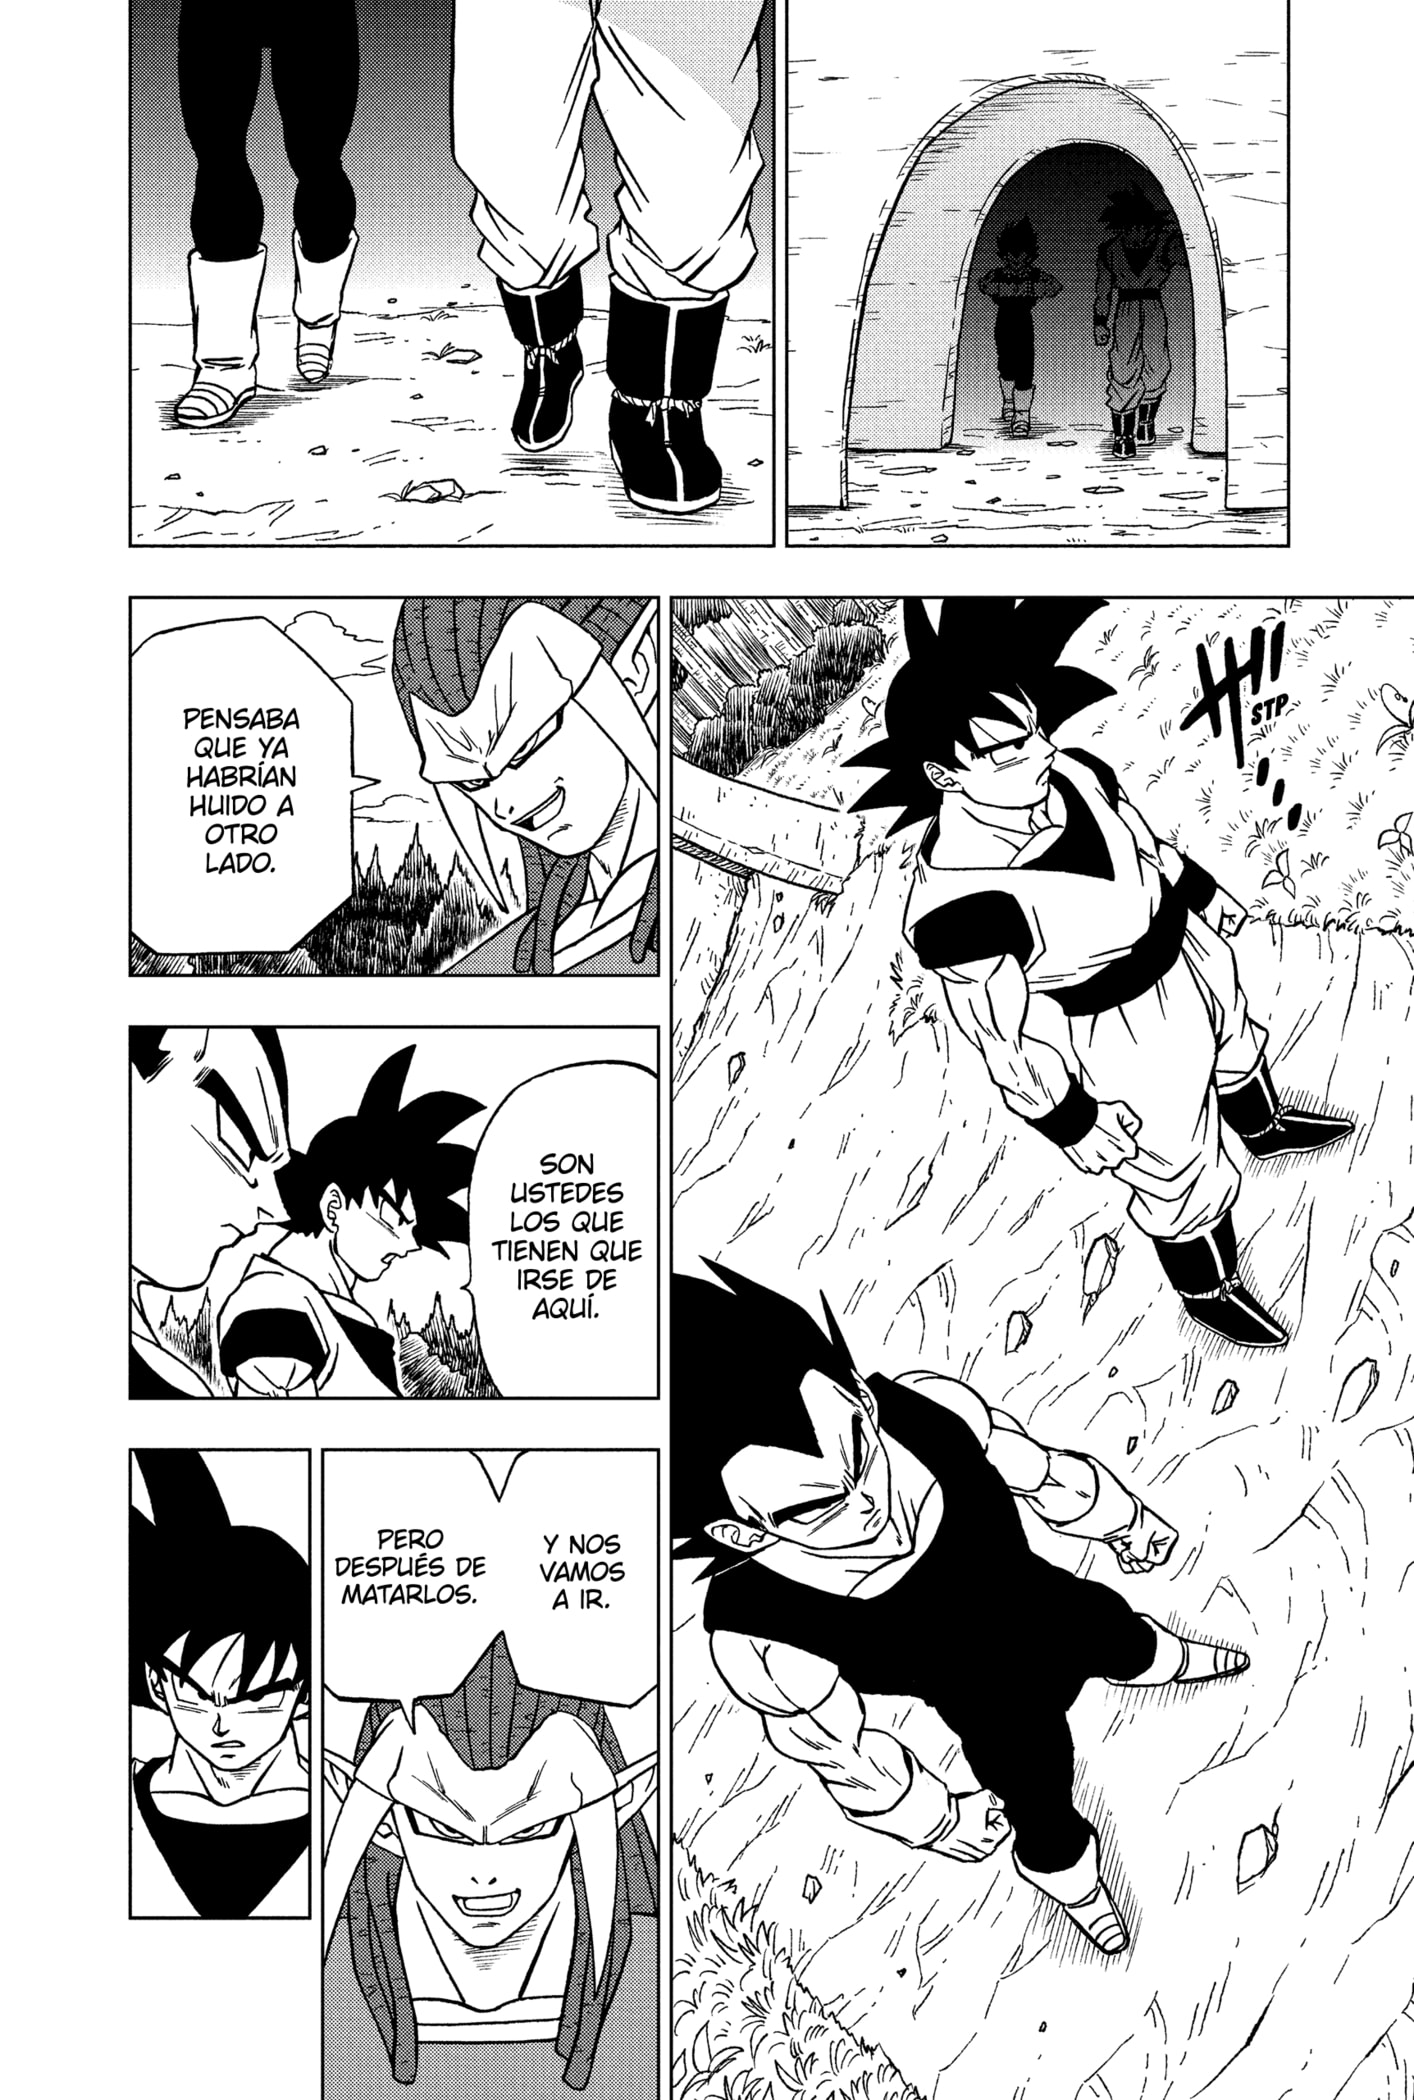 STP
PENSABA
QUE YA
HABRÍAN
HUIDO A
OTRO
LADO.
SON
USTEDES
LOS QUE
TIENEN QUE
IRSE DE
AQUÍ.
Y NOS
VAMOS
A IR.
PERO
DESPUÉS DE
MATARLOS.